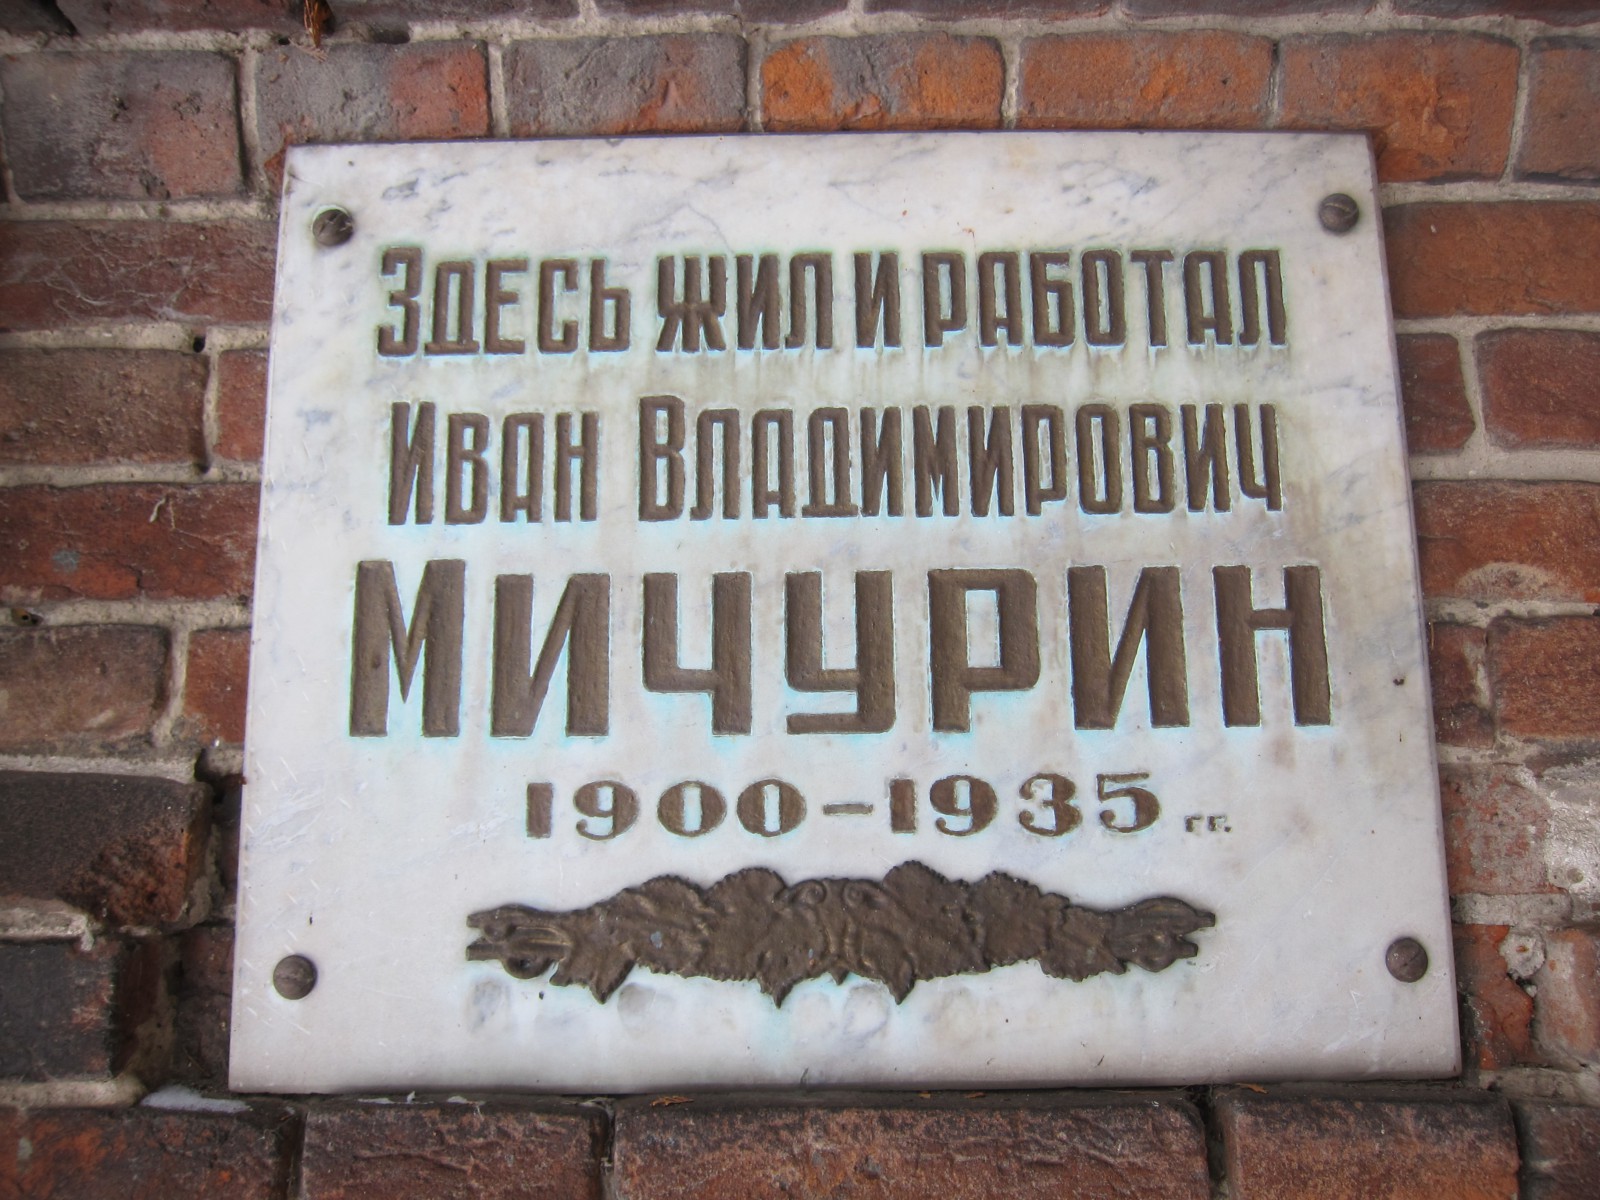 Здесь жил и работал
Иван Владимирович
Мичурин
1900-1935 гг.